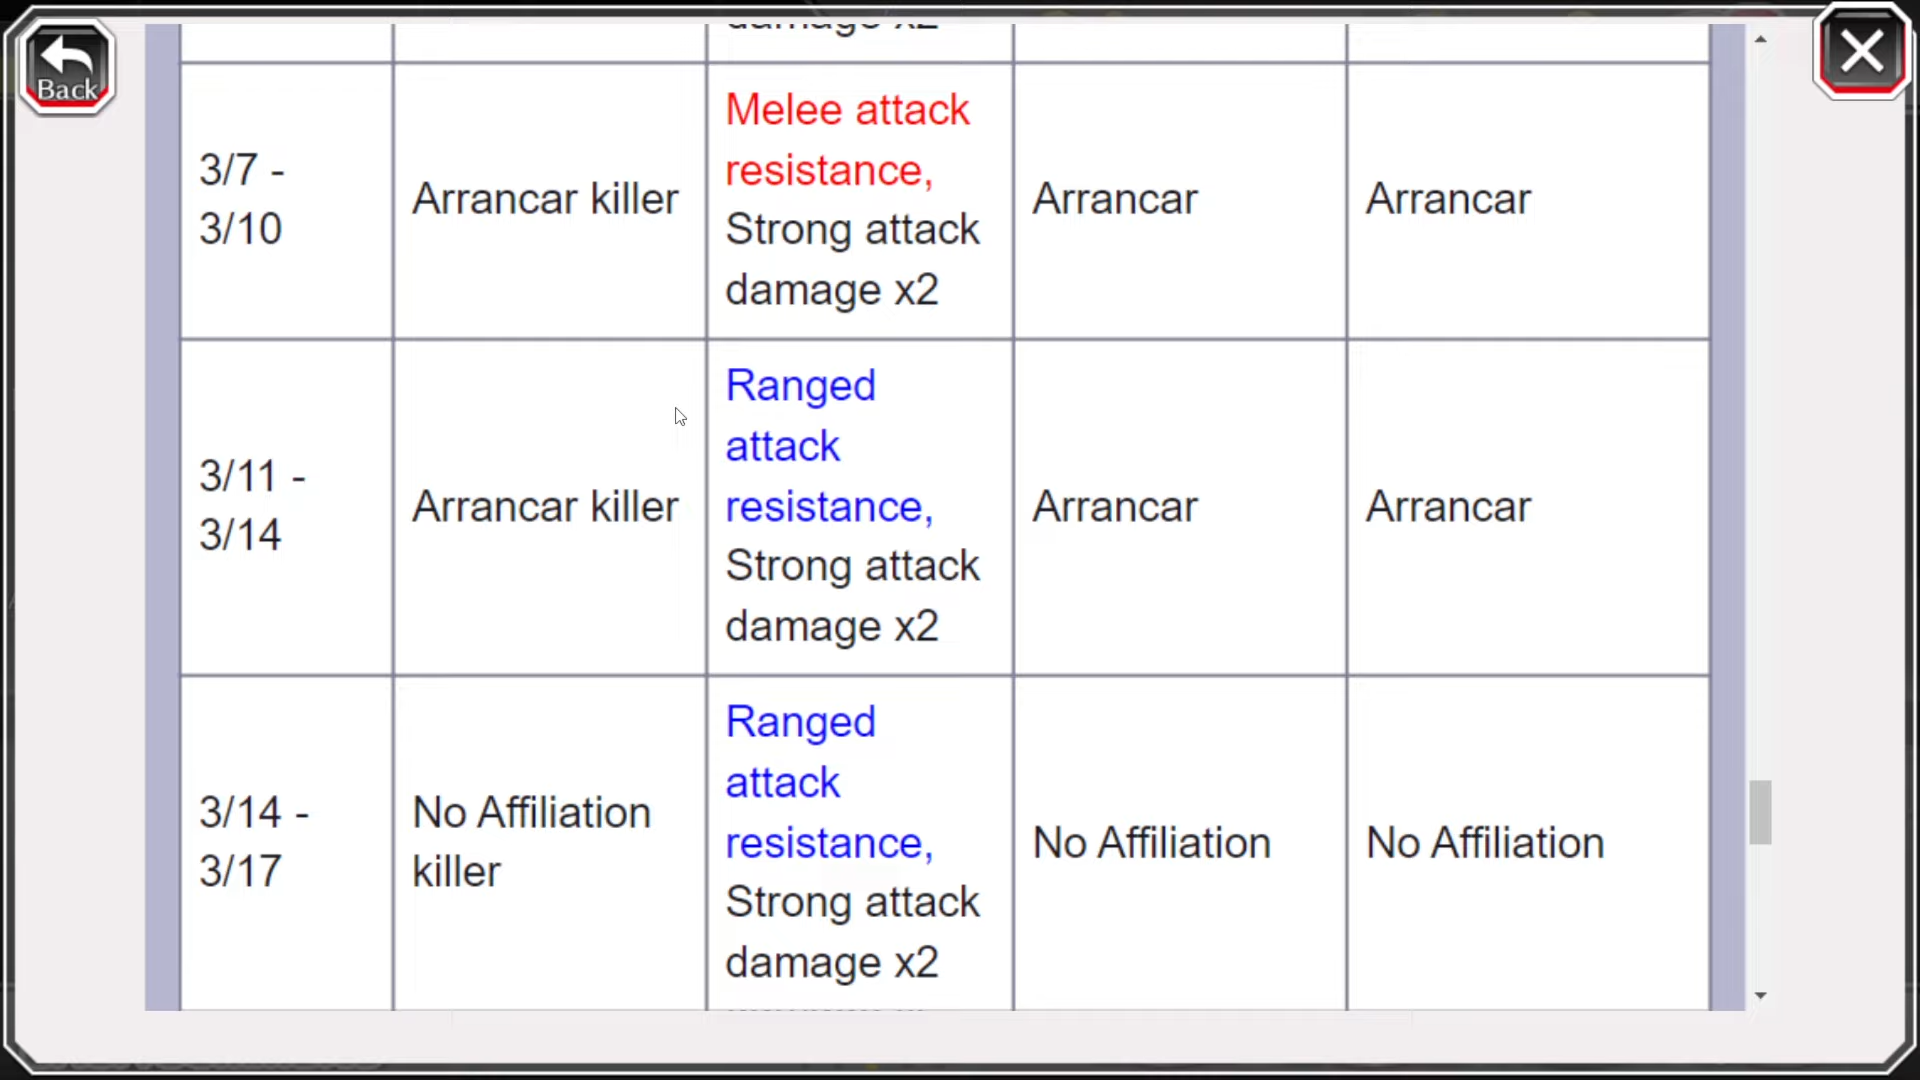 Back
damage x2
3/7 -
3/10
Arrancar killer
Melee attack
resistance,
Strong attack
damage x2
Arrancar
Arrancar
3/11 -
3/14
Arrancar killer
Ranged
attack
resistance,
Strong attack
damage x2
Arrancar
Arrancar
3/14 -
3/17
No Affiliation
killer
Ranged
attack
resistance,
Strong attack
damage x2
No Affiliation
No Affiliation